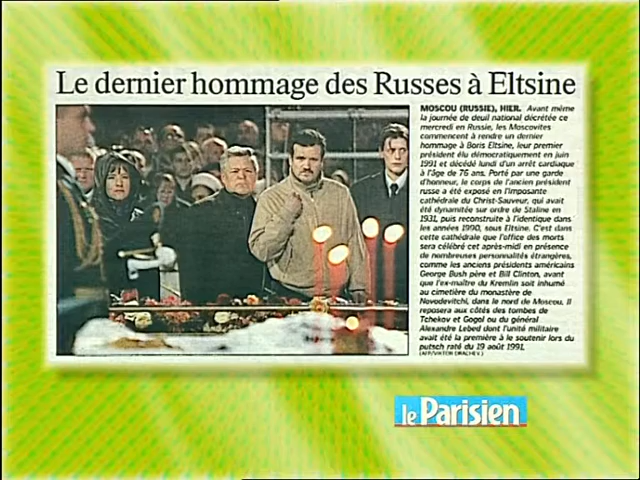 Le dernier hommage des Russes à Eltsine
MOSCOU (RUSSIE), HIER. Avant même
la journée de deuil national décrétée ce
mercredi en Russie, les Moscovites
commencent à rendre un dernier
hommage à Boris Eltsine, leur premier
président élu démocratiquement en juin
1991 et décédé lundi d'un arrêt cardiaque
à l'âge de 76 ans. Porté par une garde
d'honneur, le corps de l'ancien président
russe a été exposé en l'imposante
cathédrale du Christ-Sauveur, qui avait
été dynamitée sur ordre de Staline en
1931, puis reconstruite à l'identique dans
les années 1990, sous Eltsine. C'est dans
cette cathédrale que l'office des morts
sera célébré cet après-midi en présence
de nombreuses personnalités étrangères,
comme les anciens présidents américains
George Bush père et Bill Clinton, avant
que l'ex-maître du Kremlin soit inhumé
au cimetière du monastère de
Novodevitchi, dans le nord de Moscou. Il
reposera aux côtés des tombes de
Tchekov et Gogol ou du général
Alexandre Lebed dont l'unité militaire
avait été la première à le soutenir lors du
putsch raté du 19 août 1991.
(AFP/VIKTOR DRACHEV.)
le Parisien